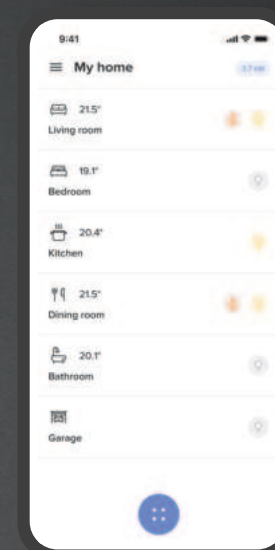 9:41
My home
21.5°
Living room
19.1°
Bedroom
20.4°
Kitchen
21.5°
Dining room
20.1°
Bathroom
Garage